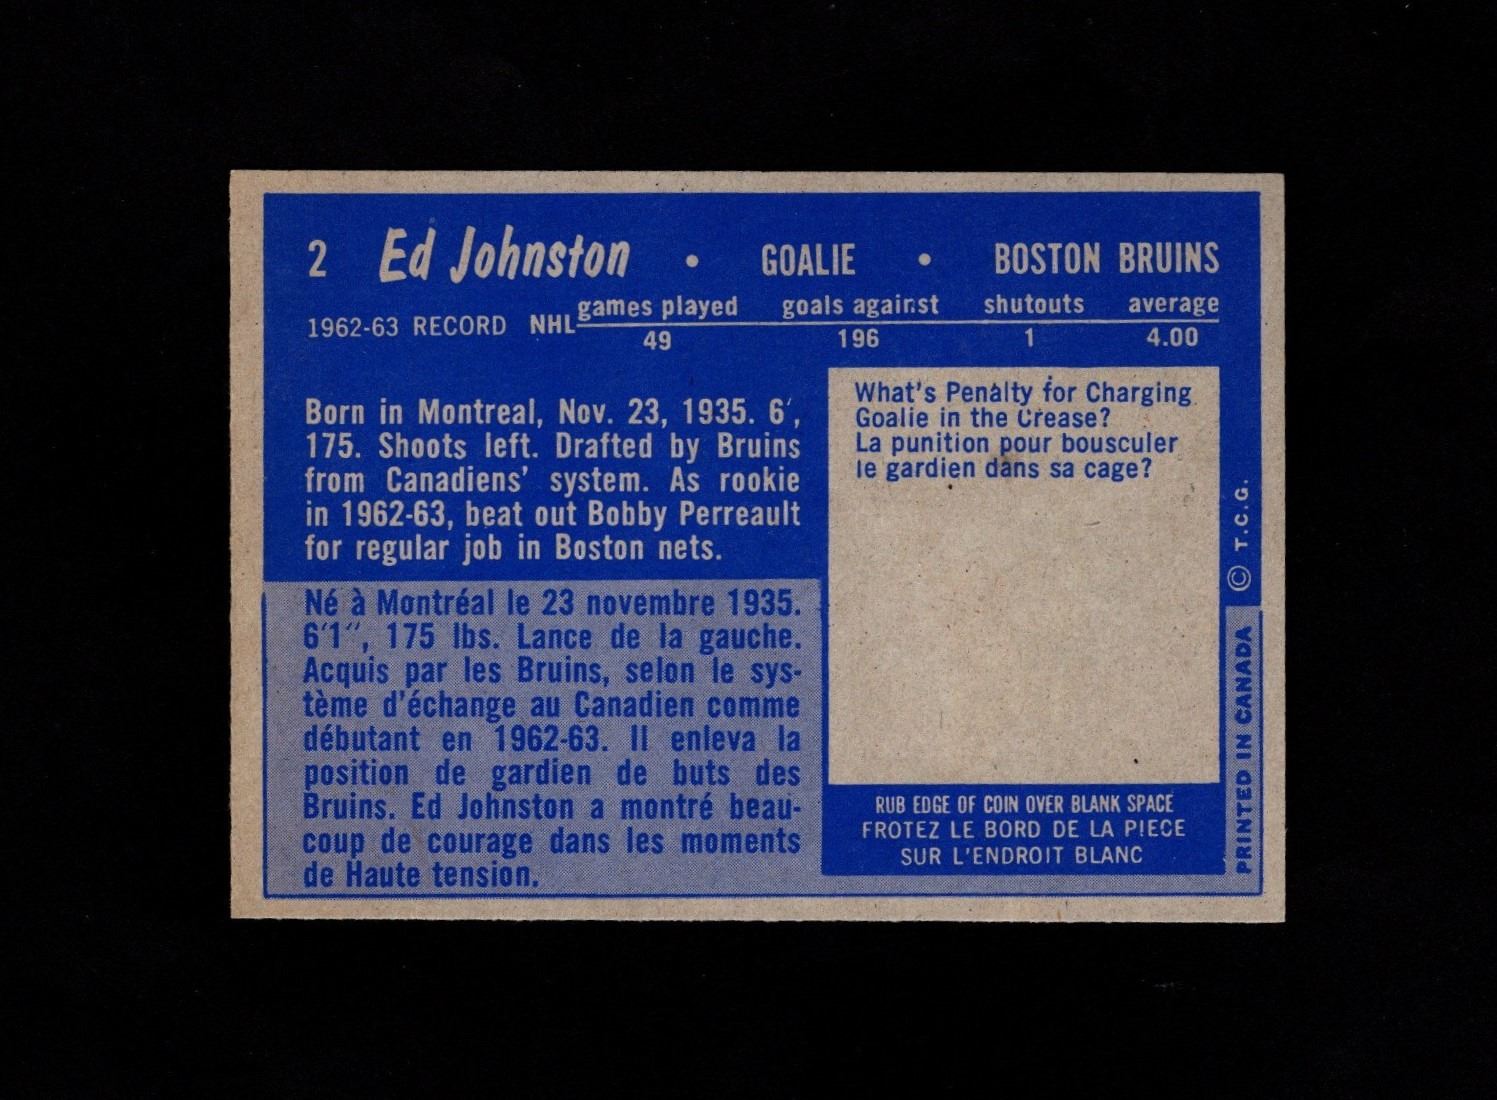 2 Ed Johnston • GOALIE • BOSTON BRUINS
games played goals against shutouts average
1962-63 RECORD NHL 49 196 1 4.00
Born in Montreal, Nov. 23, 1935. 6′,
175. Shoots left. Drafted by Bruins
from Canadiens' system. As rookie
in 1962-63, beat out Bobby Perreault
for regular job in Boston nets.
Né à Montréal le 23 novembre 1935.
6′1′′, 175 lbs. Lance de la gauche.
Acquis par les Bruins, selon le sys-
tème d'échange au Canadien comme
débutant en 1962-63. Il enleva la
position de gardien de buts des
Bruins. Ed Johnston a montré beau-
coup de courage dans les moments
de Haute tension.
What's Penalty for Charging
Goalie in the Crease?
La punition pour bousculer
le gardien dans sa cage?
RUB EDGE OF COIN OVER BLANK SPACE
FROTEZ LE BORD DE LA PIECE
SUR L'ENDROIT BLANC
PRINTED IN CANADA © T.C.G.